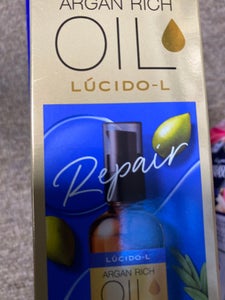 ARGAN RICH
OIL
LÚCIDO-L
Repair
LÚCIDO-L
ARGAN RICH
OIL